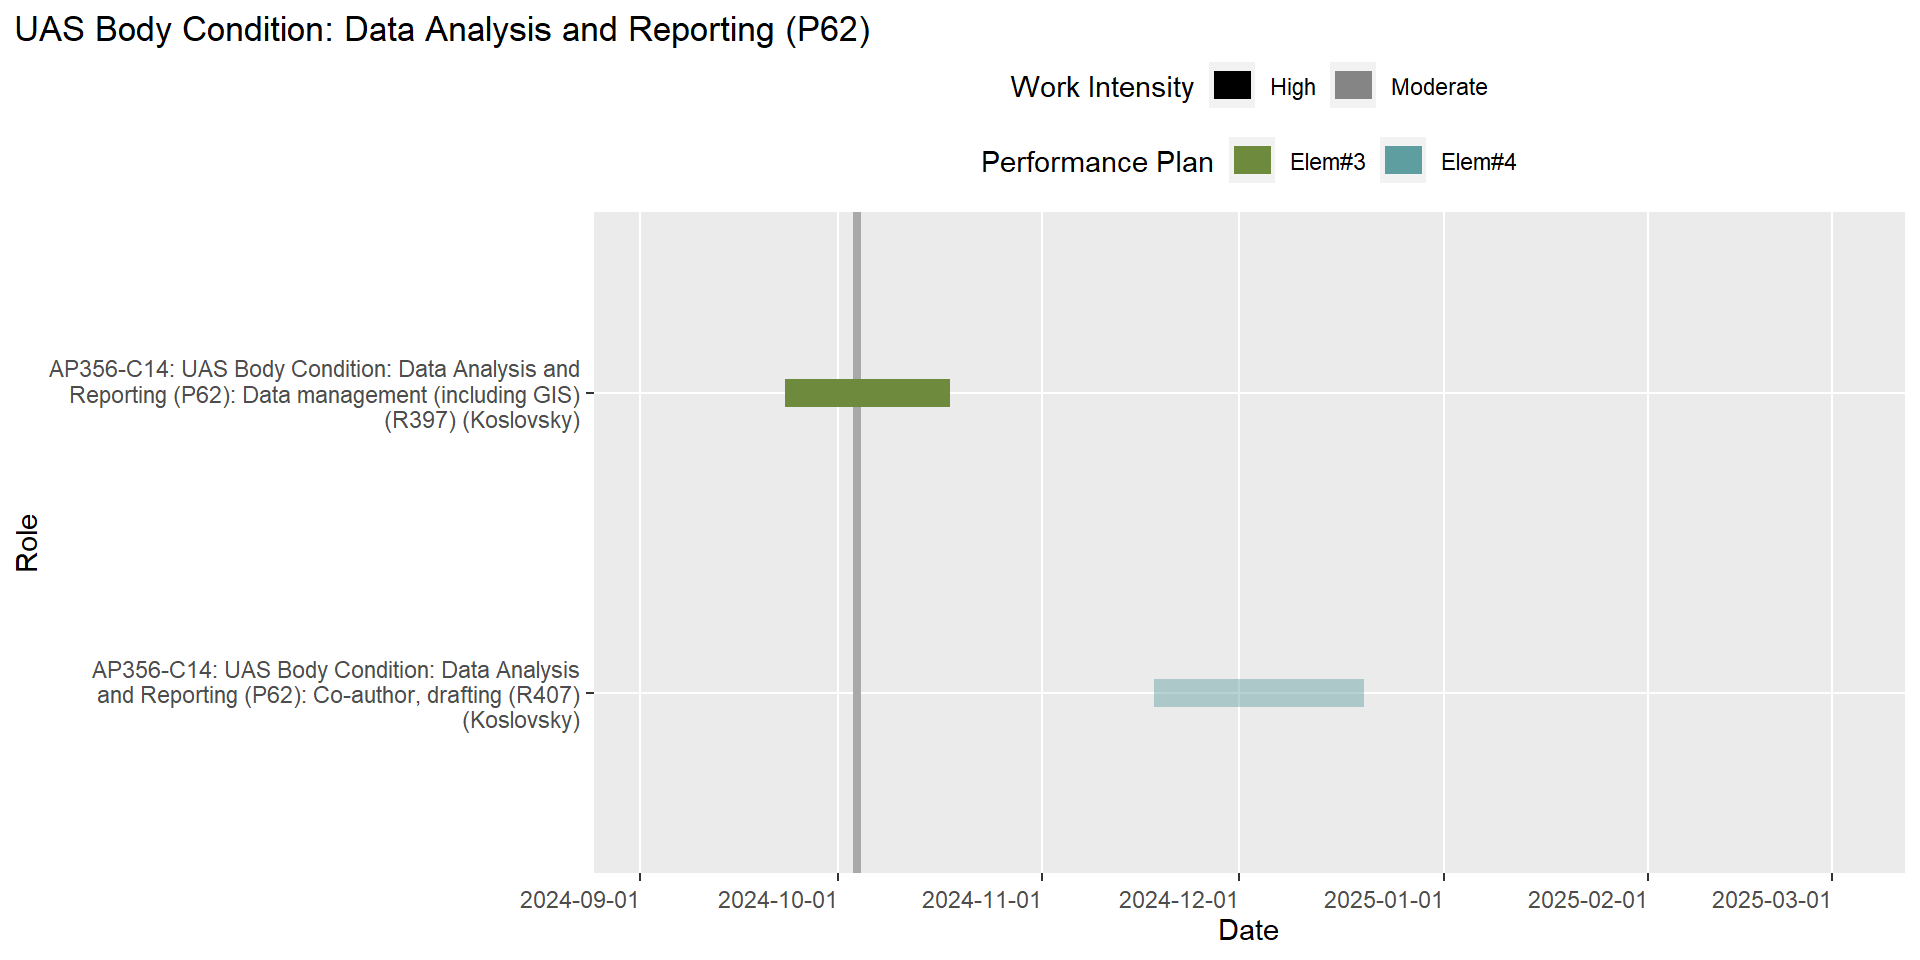 UAS Body Condition: Data Analysis and Reporting (P62)
Work Intensity High Moderate
Performance Plan Elem#3 Elem#4
AP356-C14: UAS Body Condition: Data Analysis and
Reporting (P62): Data management (including GIS)
(R397) (Koslovsky)
Role
AP356-C14: UAS Body Condition: Data Analysis
and Reporting (P62): Co-author, drafting (R407)
(Koslovsky)
2024-09-01 2024-10-01 2024-11-01 2024-12-01 2025-01-01 2025-02-01 2025-03-01
Date